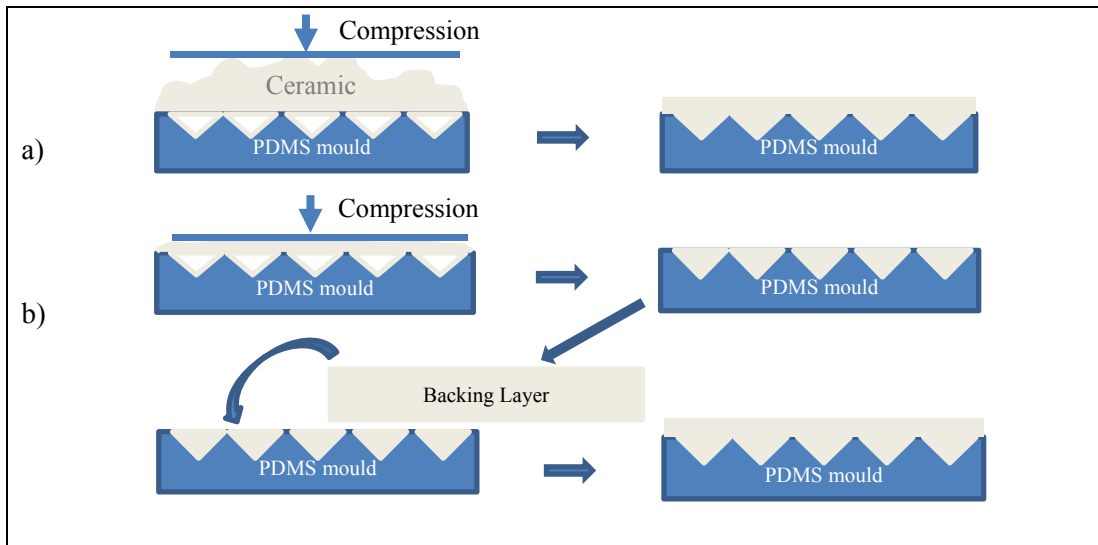 Compression
Ceramic
PDMS mould
PDMS mould
a)
Compression
PDMS mould
PDMS mould
b)
Backing Layer
PDMS mould
PDMS mould